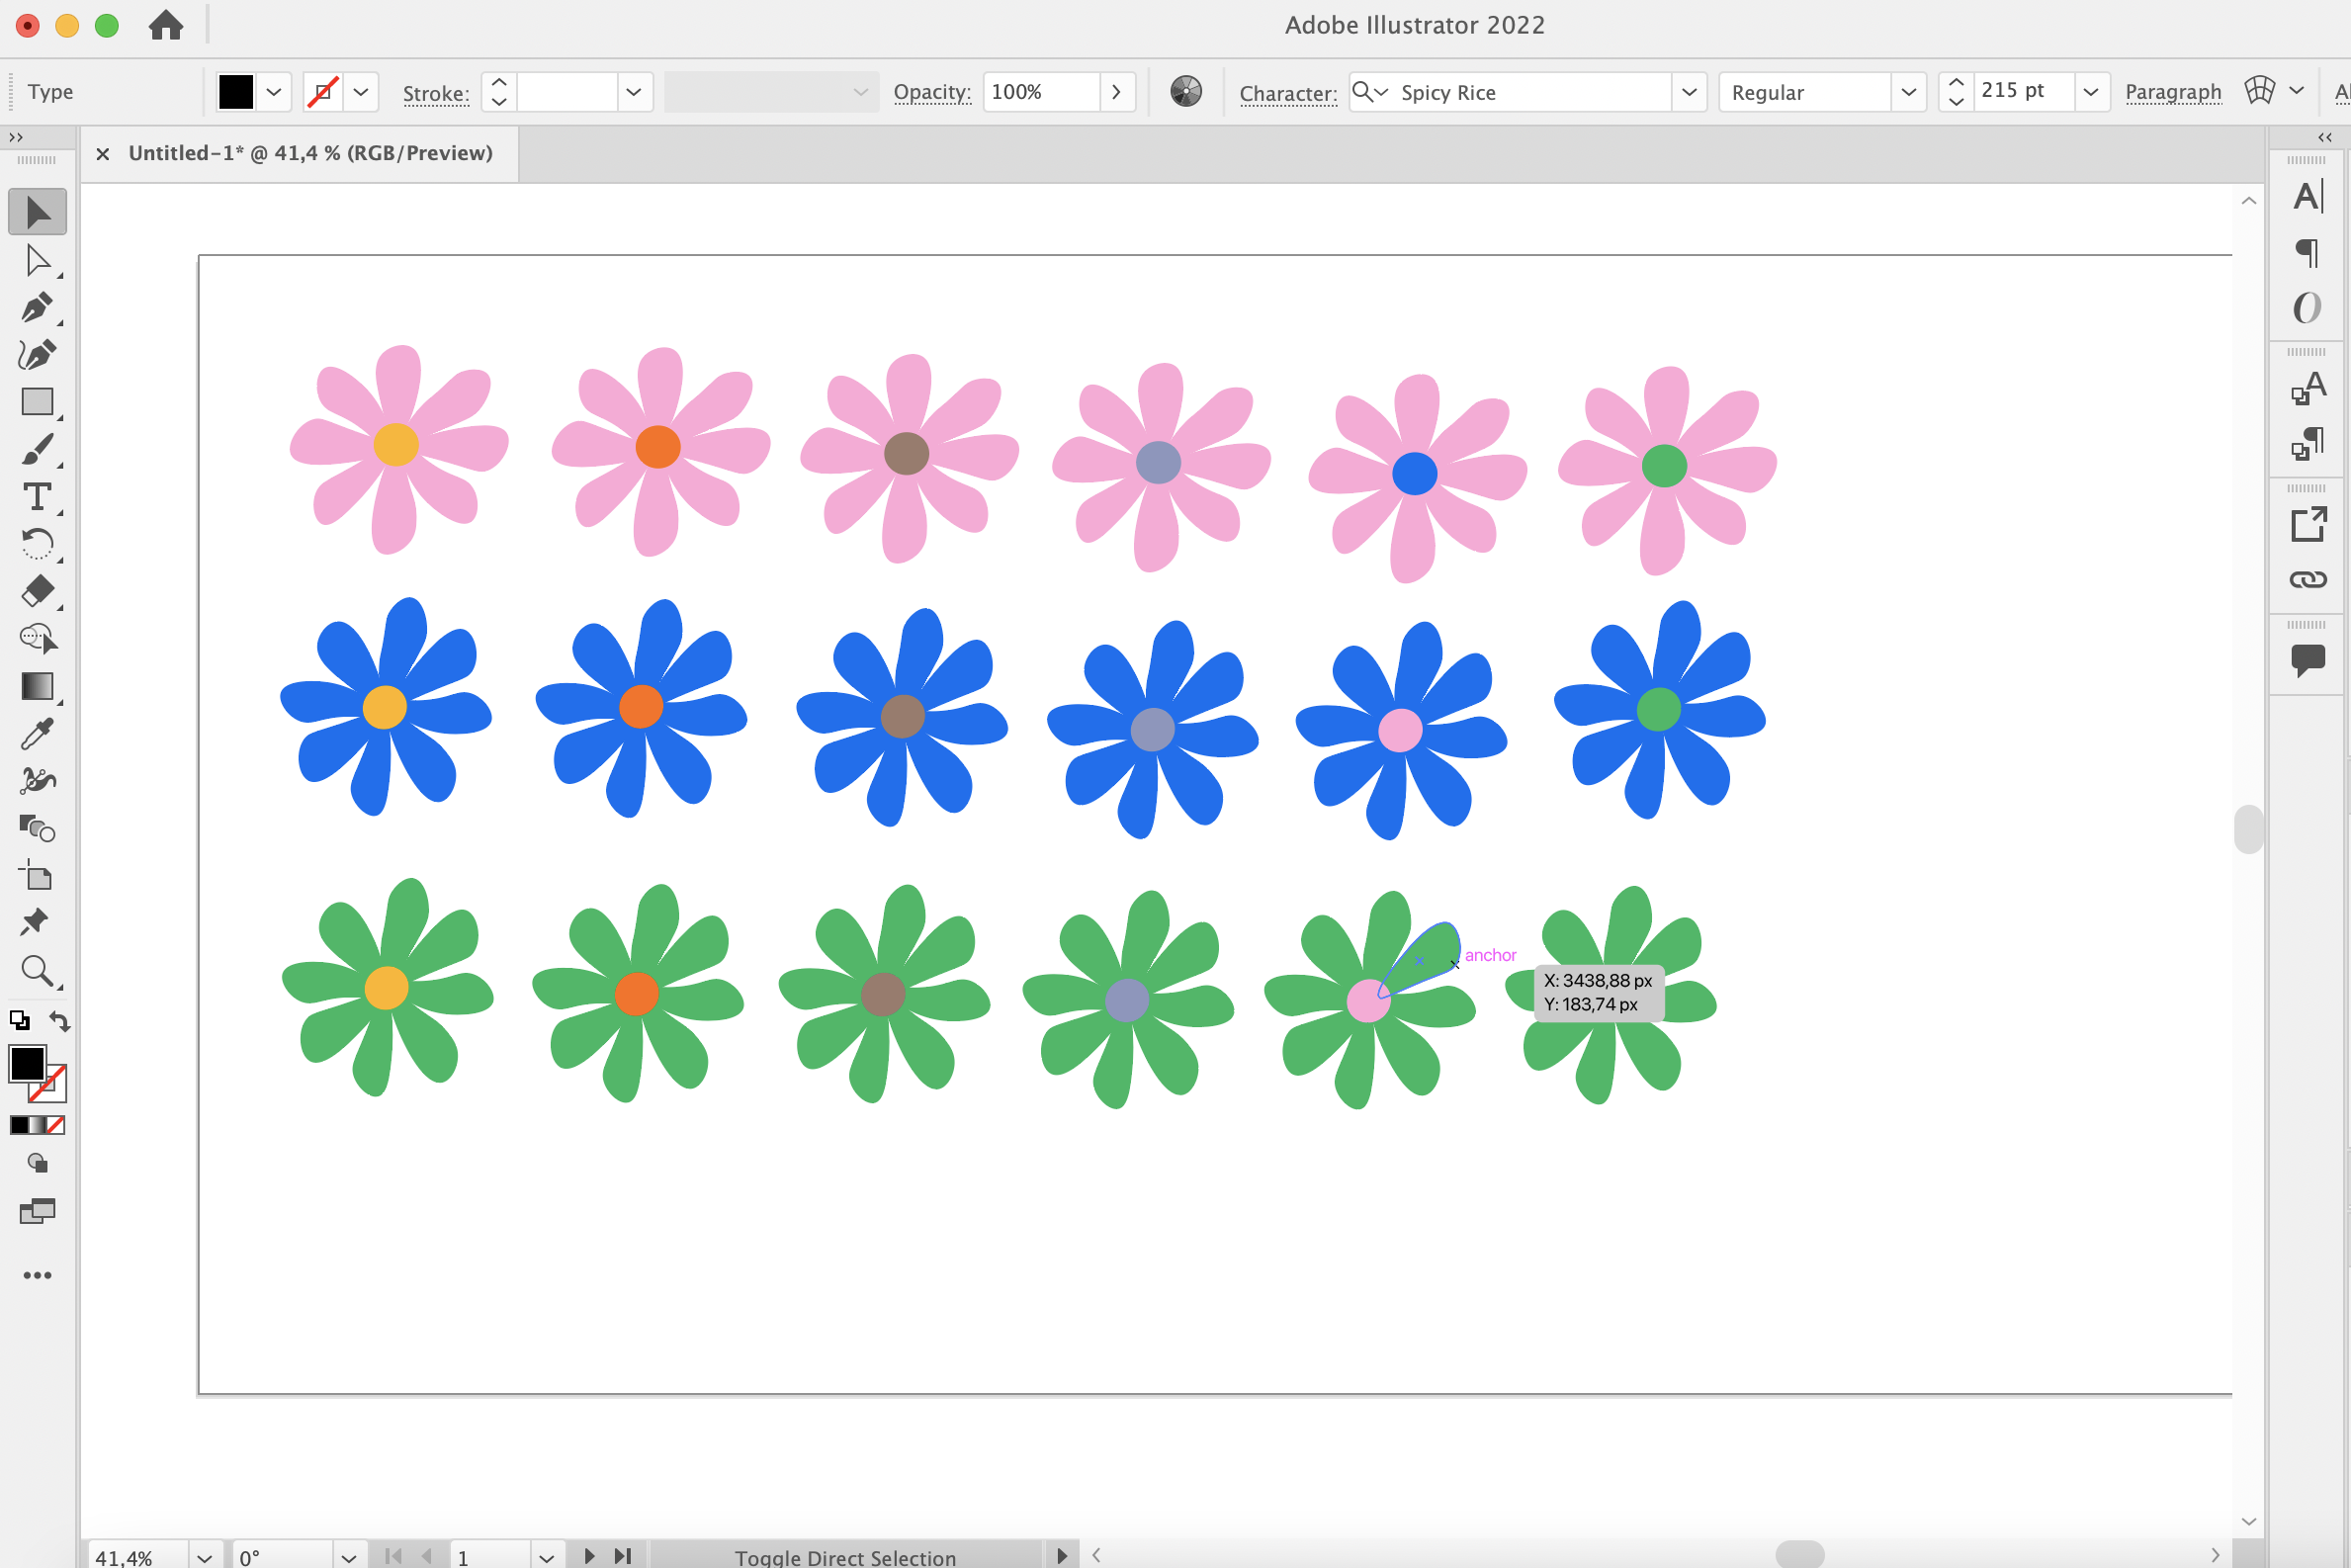 Adobe Illustrator 2022
Type
Stroke:
Opacity:
100%
Character:
Spicy Rice
Regular
215 pt
Paragraph
Untitled-1* @ 41,4 % (RGB/Preview)
anchor
X: 3438,88 px
Y: 183,74 px
41,4%
0°
1
Toggle Direct Selection